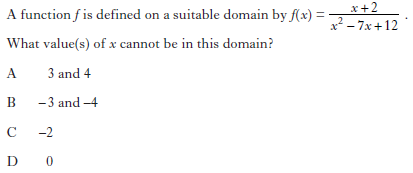 A function f is defined on a suitable domain by f(x) = (x + 2)/(x² − 7x + 12) .
What value(s) of x cannot be in this domain?
A 3 and 4
B −3 and −4
C −2
D 0